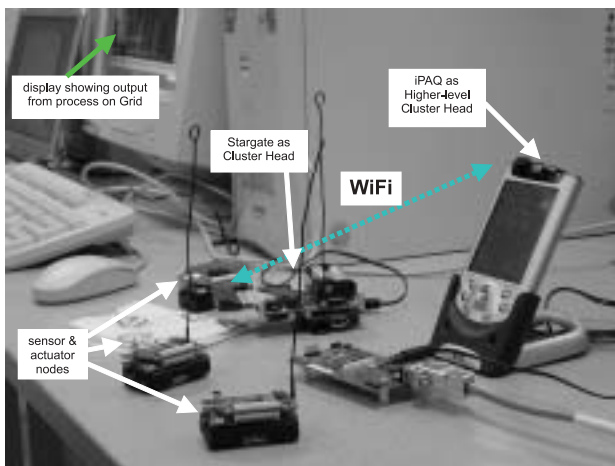 display showing output
from process on Grid
iPAQ as
Higher-level
Cluster Head
Stargate as
Cluster Head
WiFi
sensor &
actuator
nodes